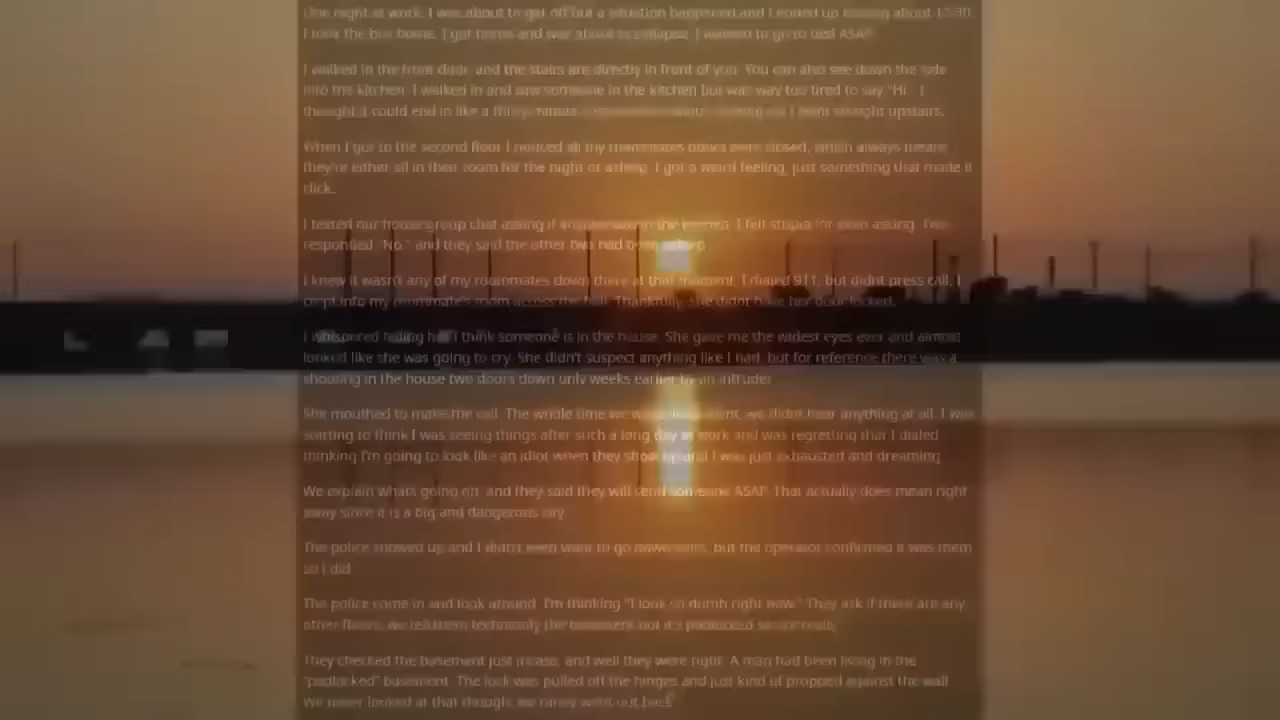 One night at work, I was about to get off but a situation happened and I ended up leaving about 12:30.
I took the bus home. I got home and was about to collapse. I wanted to go to bed ASAP.
I walked in the front door, and the stairs are directly in front of you. You can also see down the side
into the kitchen. I walked in and saw someone in the kitchen but was way too tired to say "Hi". I
thought it could end in like a thirty minute conversation so I went straight upstairs.
When I got to the second floor I noticed all my roommates doors were closed, which always means
they're either all in their room for the night or asleep. I got a weird feeling, just something that made it
click.
I texted our house group chat asking if anyone was in the kitchen. I felt stupid for even asking.
responded "No." and they said the other two had been asleep.
I knew it wasn't any of my roommates down there at that moment. I dialed 911, but didnt press call. I
crept into my roommate's room across the hall. Thankfully she didnt have her door locked.
I whispered telling her I think someone is in the house. She gave me the widest eyes ever and almost
looked like she was going to cry. She didn't suspect anything like I had, but for reference there was a
shooting in the house two doors down only weeks earlier by an intruder.
She mouthed to make the call. The whole time we were we didnt hear anything at all. I was
starting to think I was seeing things after such a long day at work and was regretting that I dialed
thinking I'm going to look like an idiot when they show up and I was just exhausted and dreaming.
We explain whats going on, and they said they will send someone ASAP. That actually does mean right
away since it is a big and dangerous city.
The police showed up and I didn't even want to go downstairs, but the operator confirmed it was them
so I did.
The police come in and look around. I'm thinking "I look so dumb right now." They ask if there are any
other floors, we tell them technically the basement but it's padlocked
They checked the basement just incase, and well they were right. A man had been living in the
"padlocked" basement. The lock was pulled off the hinges and just kind of propped against the wall.
We never looked at that though, we rarely went out back.